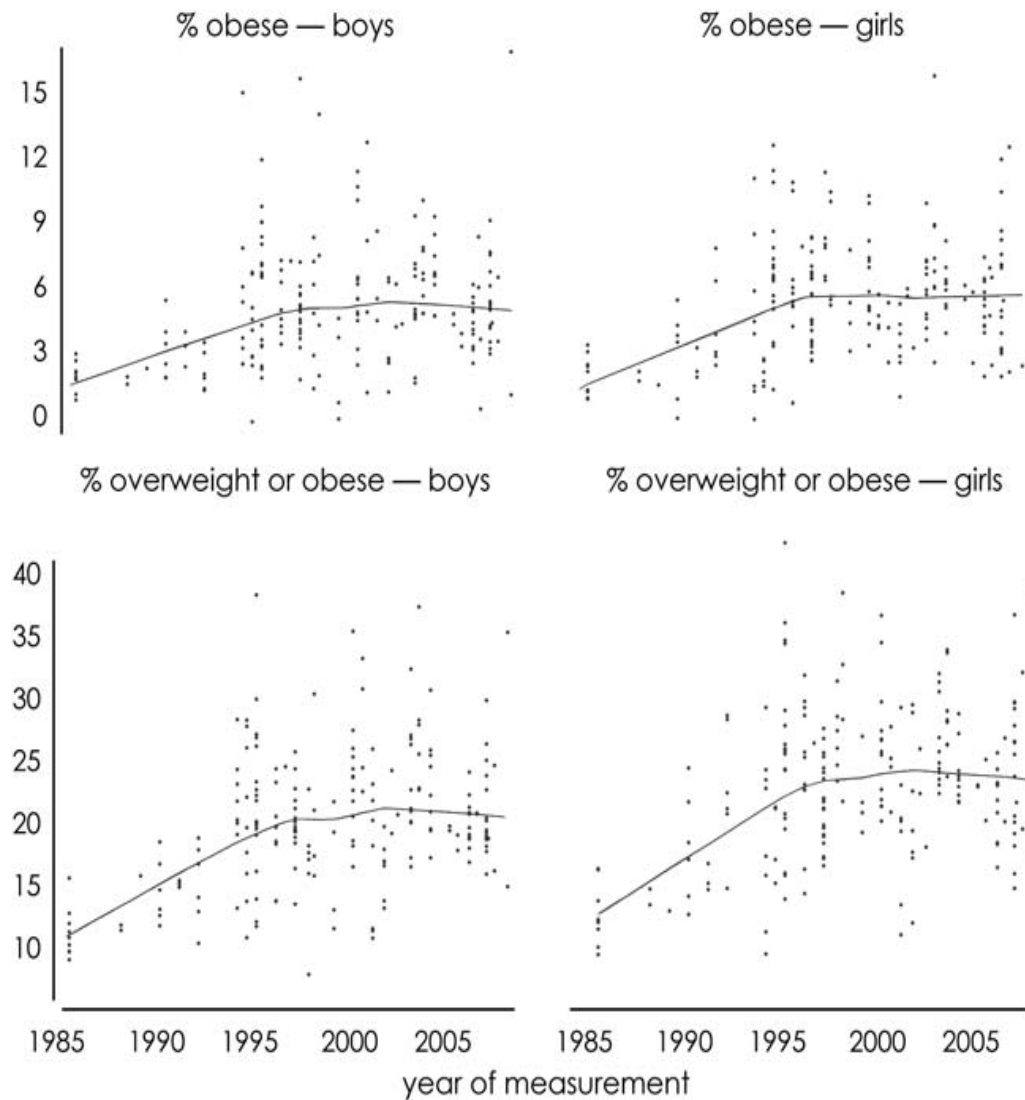 % obese — boys
% obese — girls
15
12
9
6
3
0
% overweight or obese — boys
% overweight or obese — girls
40
35
30
25
20
15
10
1985 1990 1995 2000 2005
1985 1990 1995 2000 2005
year of measurement